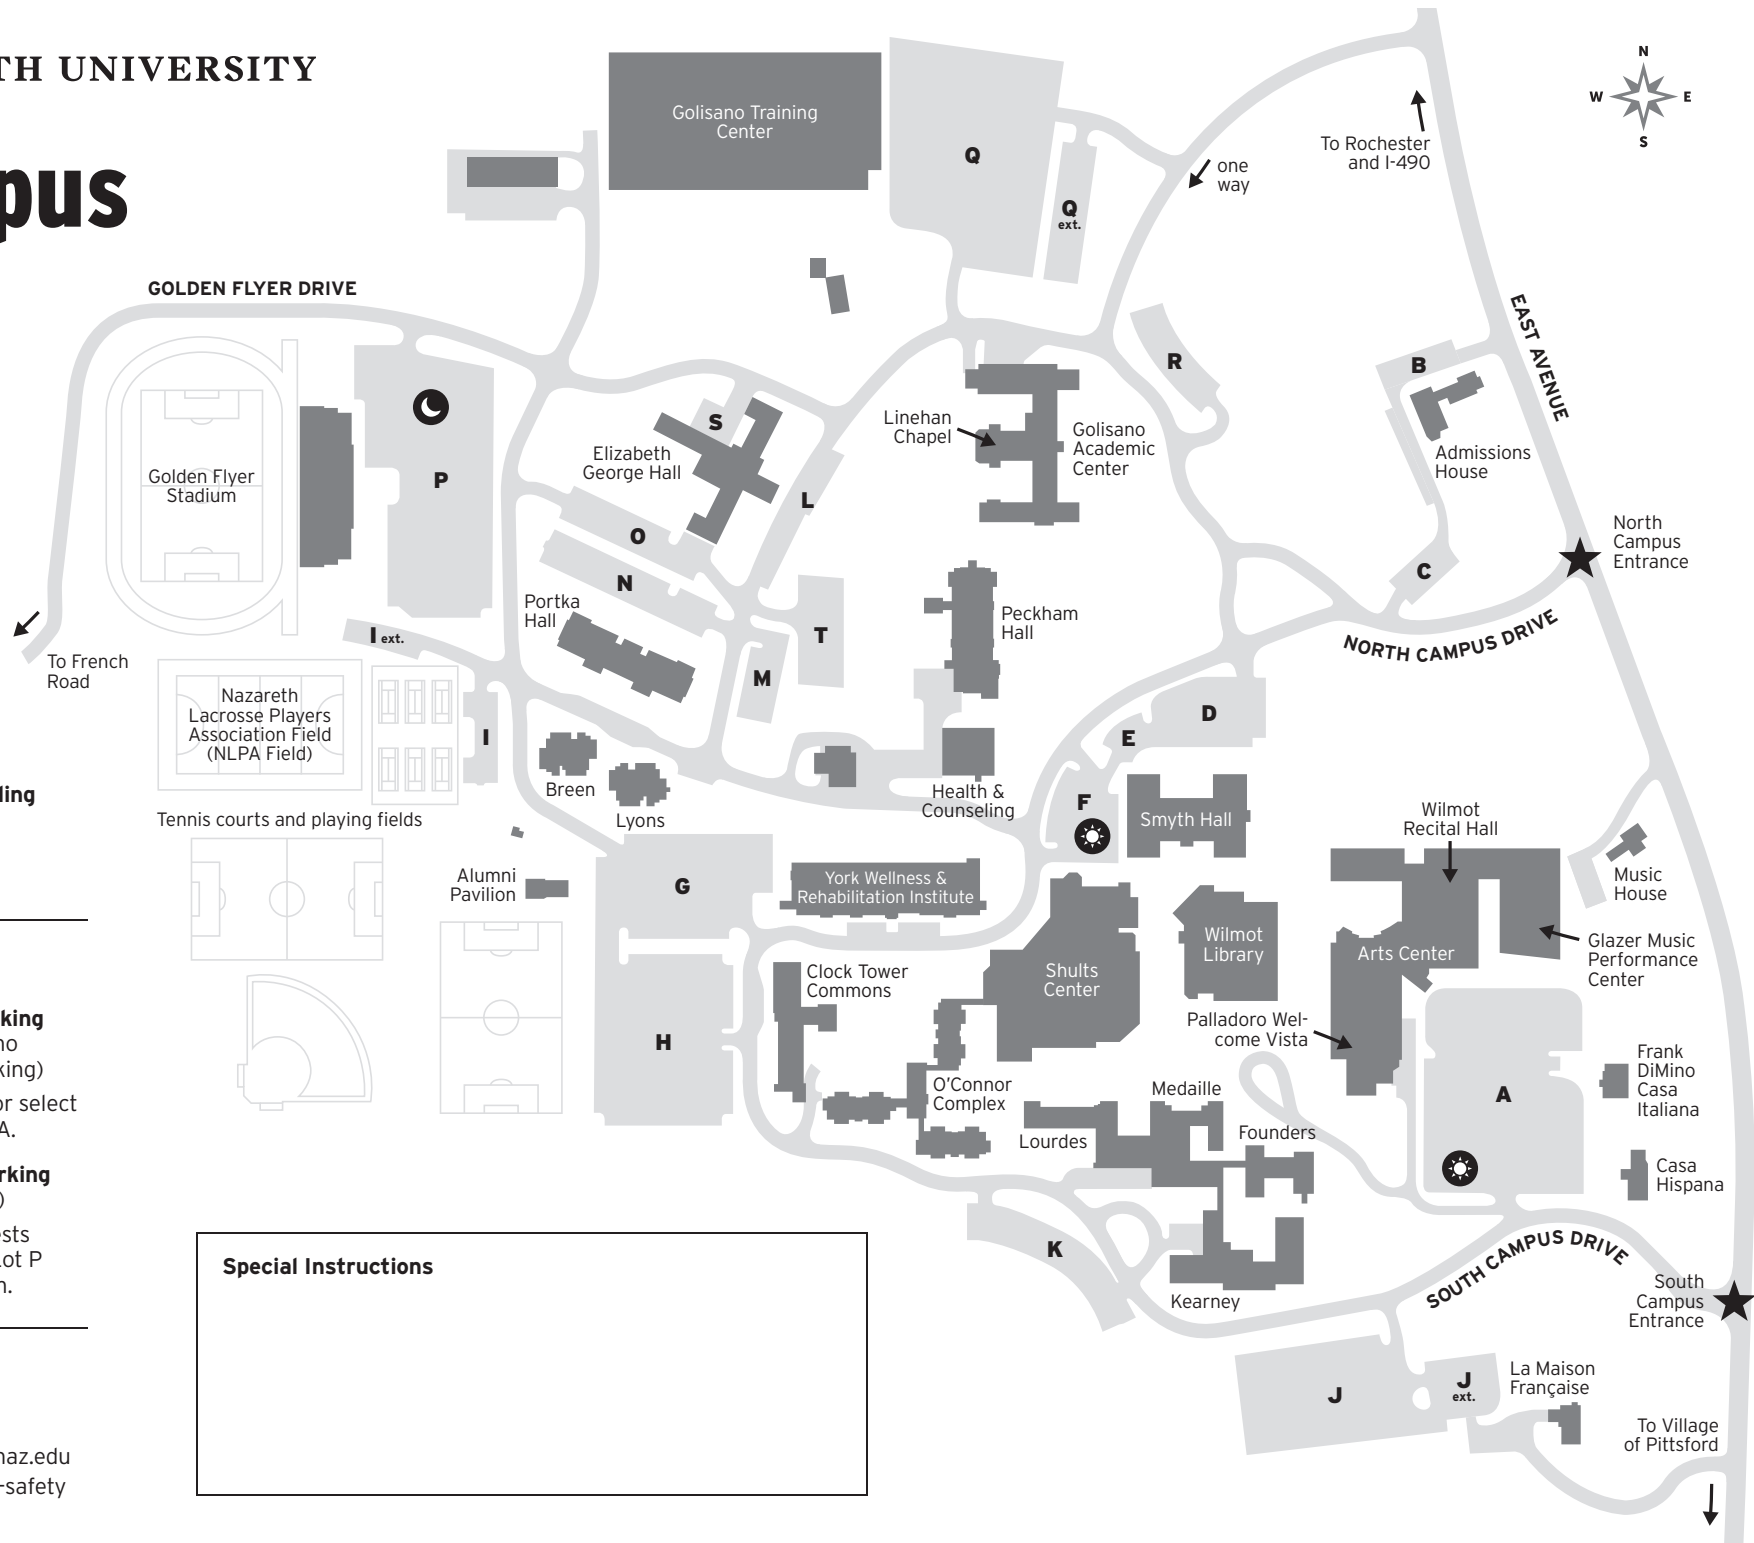 TH UNIVERSITY
pus
N
W
E
S
Golisano Training
Center
Q
Q
ext.
one
way
To Rochester
and I-490
GOLDEN FLYER DRIVE
EAST AVENUE
R
B
S
P
Linehan
Chapel
Golisano
Academic
Center
Admissions
House
Elizabeth
George Hall
Golden Flyer
Stadium
L
O
N
C
North
Campus
Entrance
NORTH CAMPUS DRIVE
Portka
Hall
T
Peckham
Hall
I ext.
M
To French
Road
Nazareth
Lacrosse Players
Association Field
(NLPA Field)
I
D
E
F
Breen
Lyons
Health &
Counseling
Smyth Hall
Wilmot
Recital Hall
ling
Tennis courts and playing fields
Alumni
Pavilion
G
York Wellness &
Rehabilitation Institute
Music
House
Wilmot
Library
Arts Center
Glazer Music
Performance
Center
Shults
Center
Clock Tower
Commons
Palladoro Wel-
come Vista
H
king
no
king)
or select
A.
O'Connor
Complex
Medaille
Lourdes
Founders
A
Frank
DiMino
Casa
Italiana
Casa
Hispana
rking
)
ests
Lot P
n.
Special Instructions
K
Kearney
SOUTH CAMPUS DRIVE
South
Campus
Entrance
J
J
ext.
La Maison
Française
To Village
of Pittsford
naz.edu
-safety